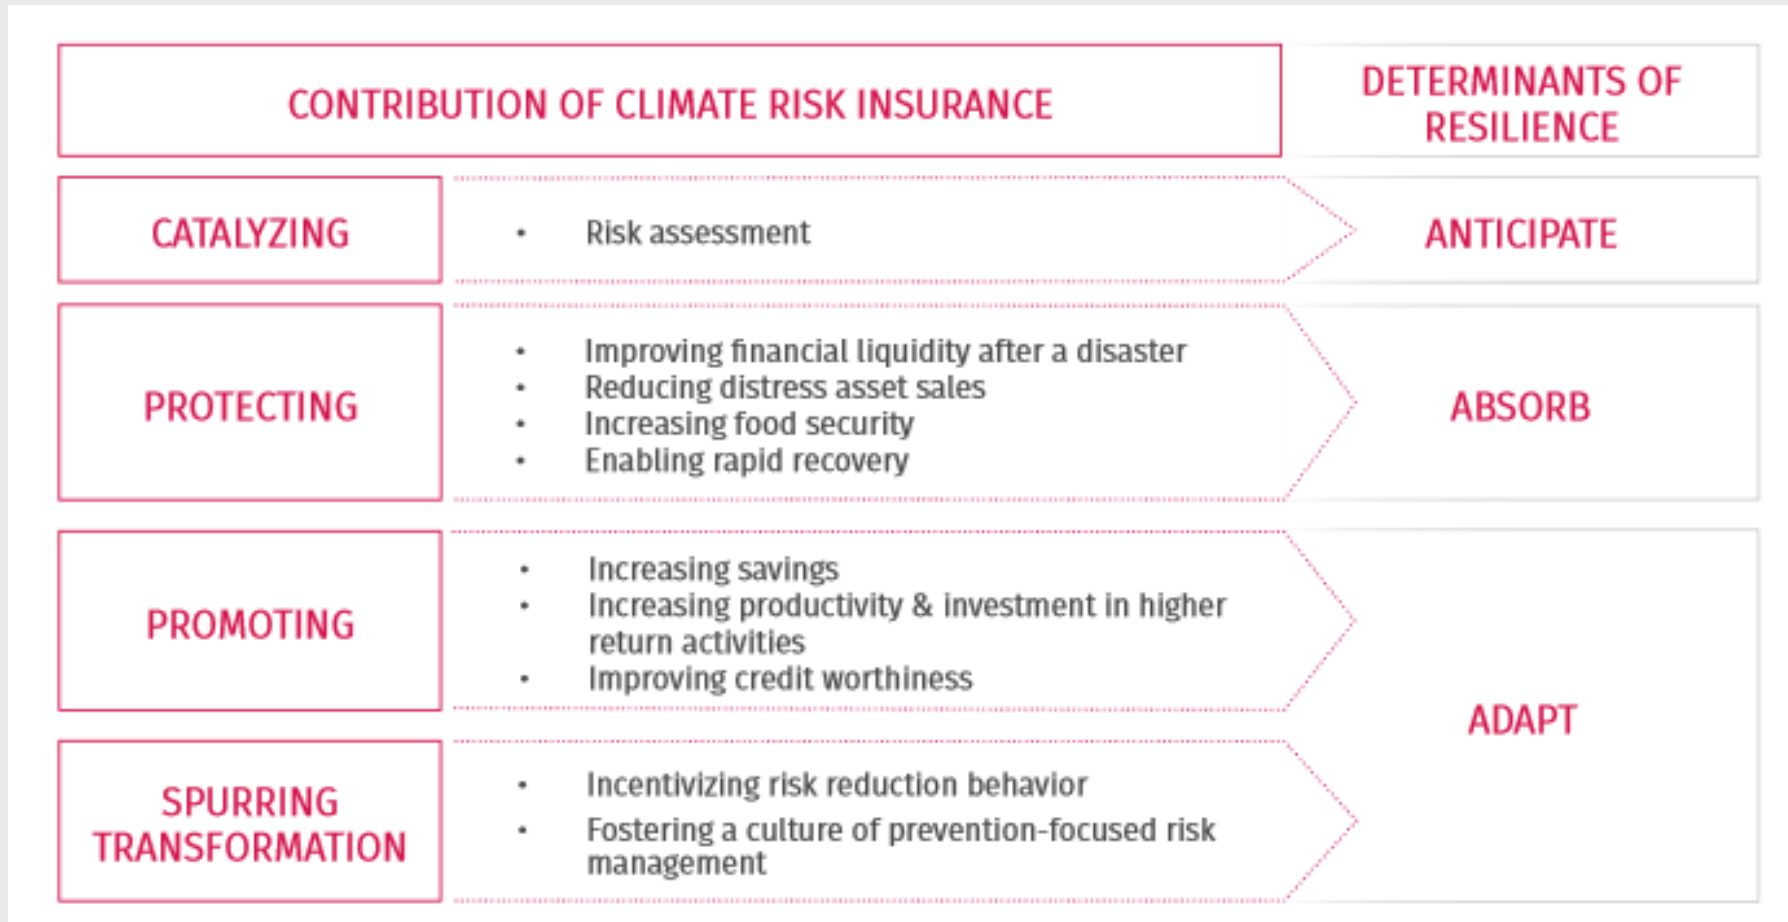 CONTRIBUTION OF CLIMATE RISK INSURANCE
DETERMINANTS OF
RESILIENCE
CATALYZING
• Risk assessment
ANTICIPATE
PROTECTING
• Improving financial liquidity after a disaster
• Reducing distress asset sales
• Increasing food security
• Enabling rapid recovery
ABSORB
PROMOTING
• Increasing savings
• Increasing productivity & investment in higher
return activities
• Improving credit worthiness
SPURRING
TRANSFORMATION
• Incentivizing risk reduction behavior
• Fostering a culture of prevention-focused risk
management
ADAPT